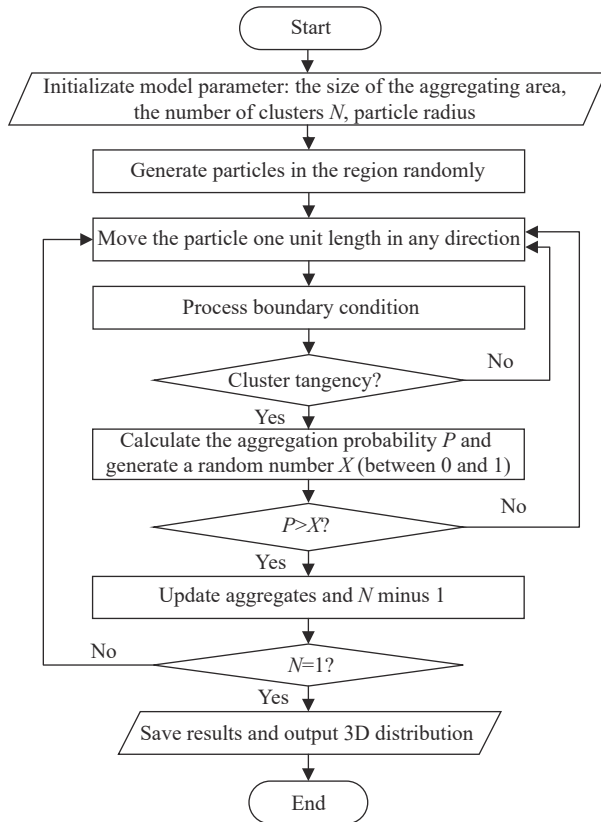 Start
Initializate model parameter: the size of the aggregating area,
the number of clusters N, particle radius
Generate particles in the region randomly
Move the particle one unit length in any direction
Process boundary condition
No
Cluster tangency?
Yes
Calculate the aggregation probability P and
generate a random number X (between 0 and 1)
No
P>X?
Yes
Update aggregates and N minus 1
No
N=1?
Yes
Save results and output 3D distribution
End